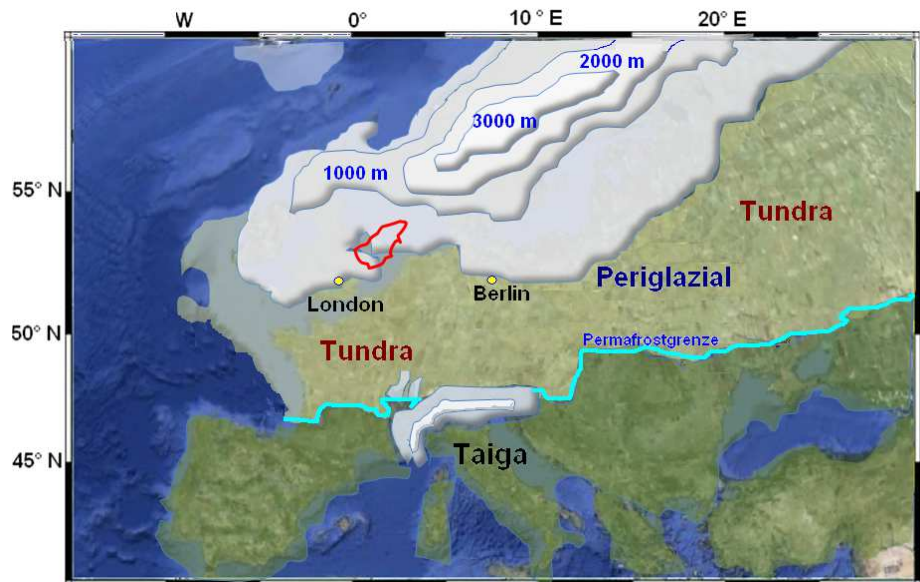 W 0° 10 ° E 20 ° E
2000 m
3000 m
1000 m
55° N
Tundra
Periglazial
Berlin
London
50° N
Permafrostgrenze
Tundra
Taiga
45° N